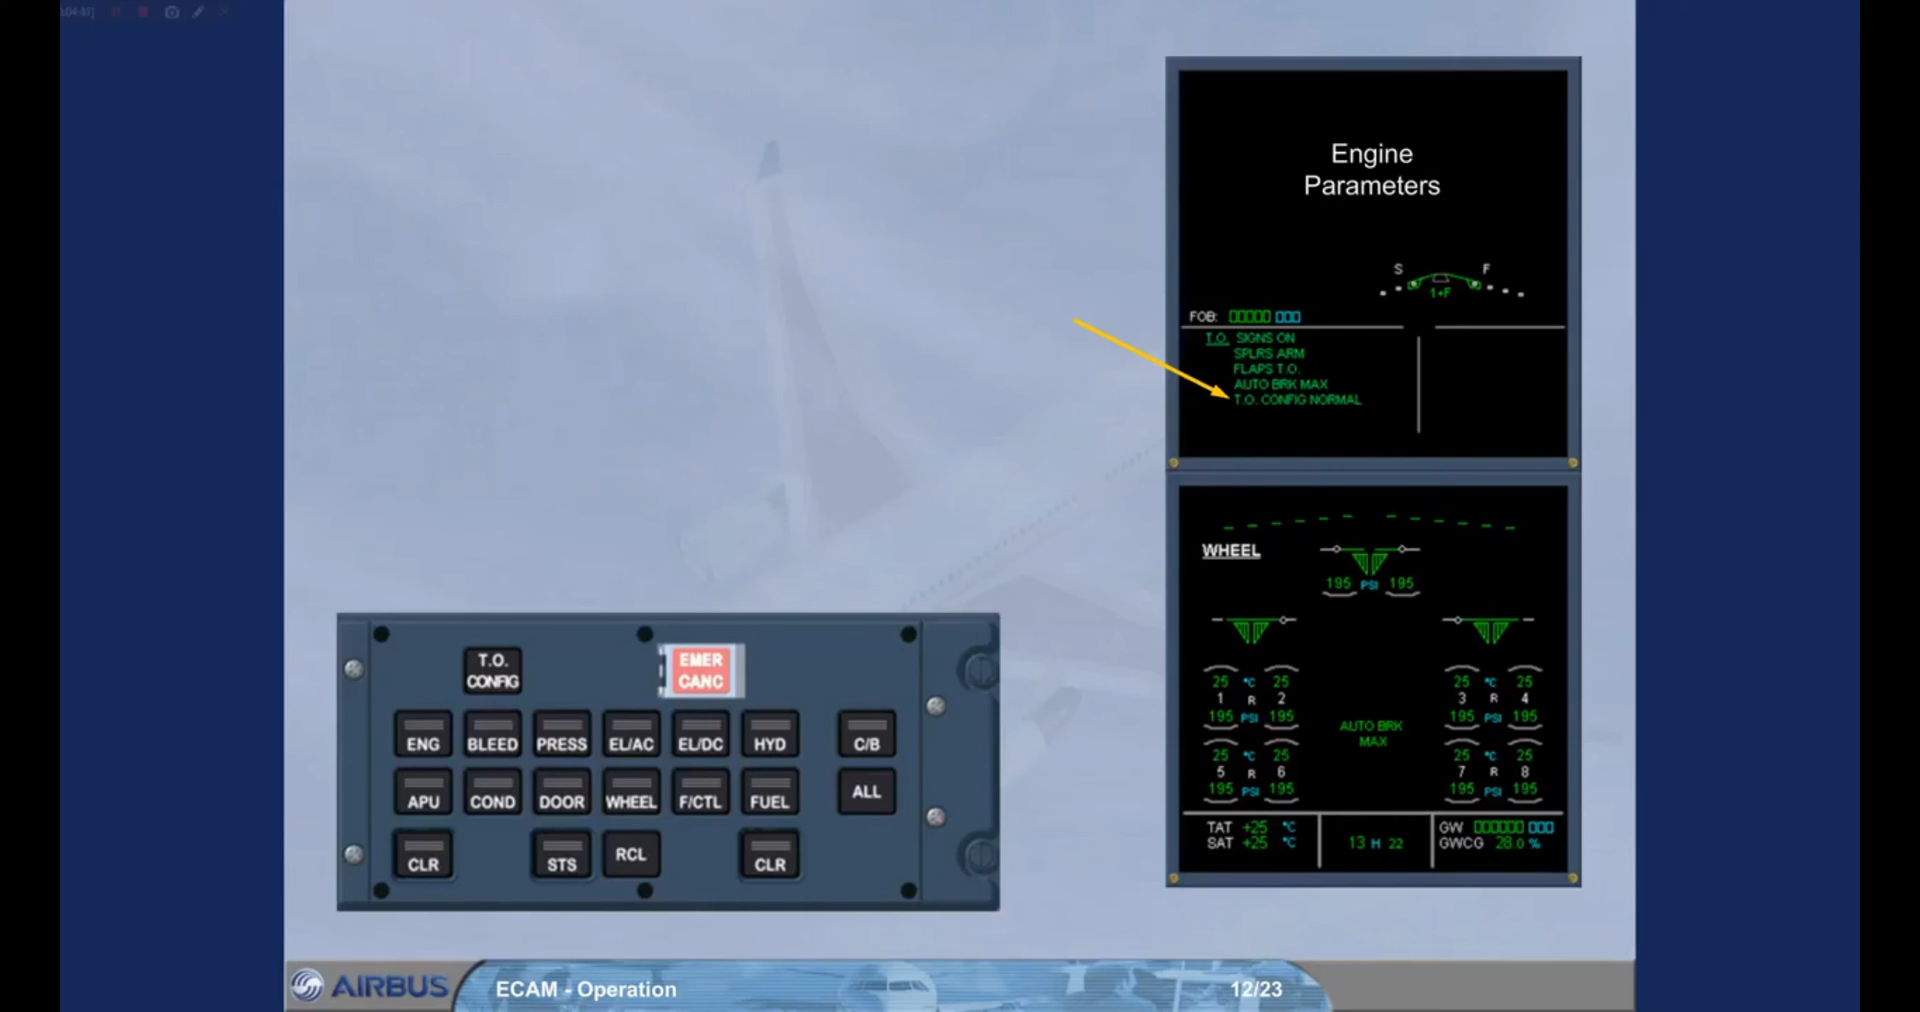 [04:41]
Engine
Parameters
S F
1+F
FOB:
T.O. SIGNS ON
SPLRS ARM
FLAPS T.O.
AUTO BRK MAX
T.O. CONFIG NORMAL
WHEEL
195 PSI 195
25 °C 25
1 R 2
195 PSI 195
25 °C 25
3 R 4
195 PSI 195
AUTO BRK
MAX
25 °C 25
5 R 6
195 PSI 195
25 °C 25
7 R 8
195 PSI 195
TAT +25 °C
SAT +25 °C
13 H 22
GW
GWCG 28.0 %
T.O.
CONFIG
EMER
CANC
ENG BLEED PRESS EL/AC EL/DC HYD C/B
APU COND DOOR WHEEL F/CTL FUEL ALL
CLR STS RCL CLR
AIRBUS
ECAM - Operation
12/23